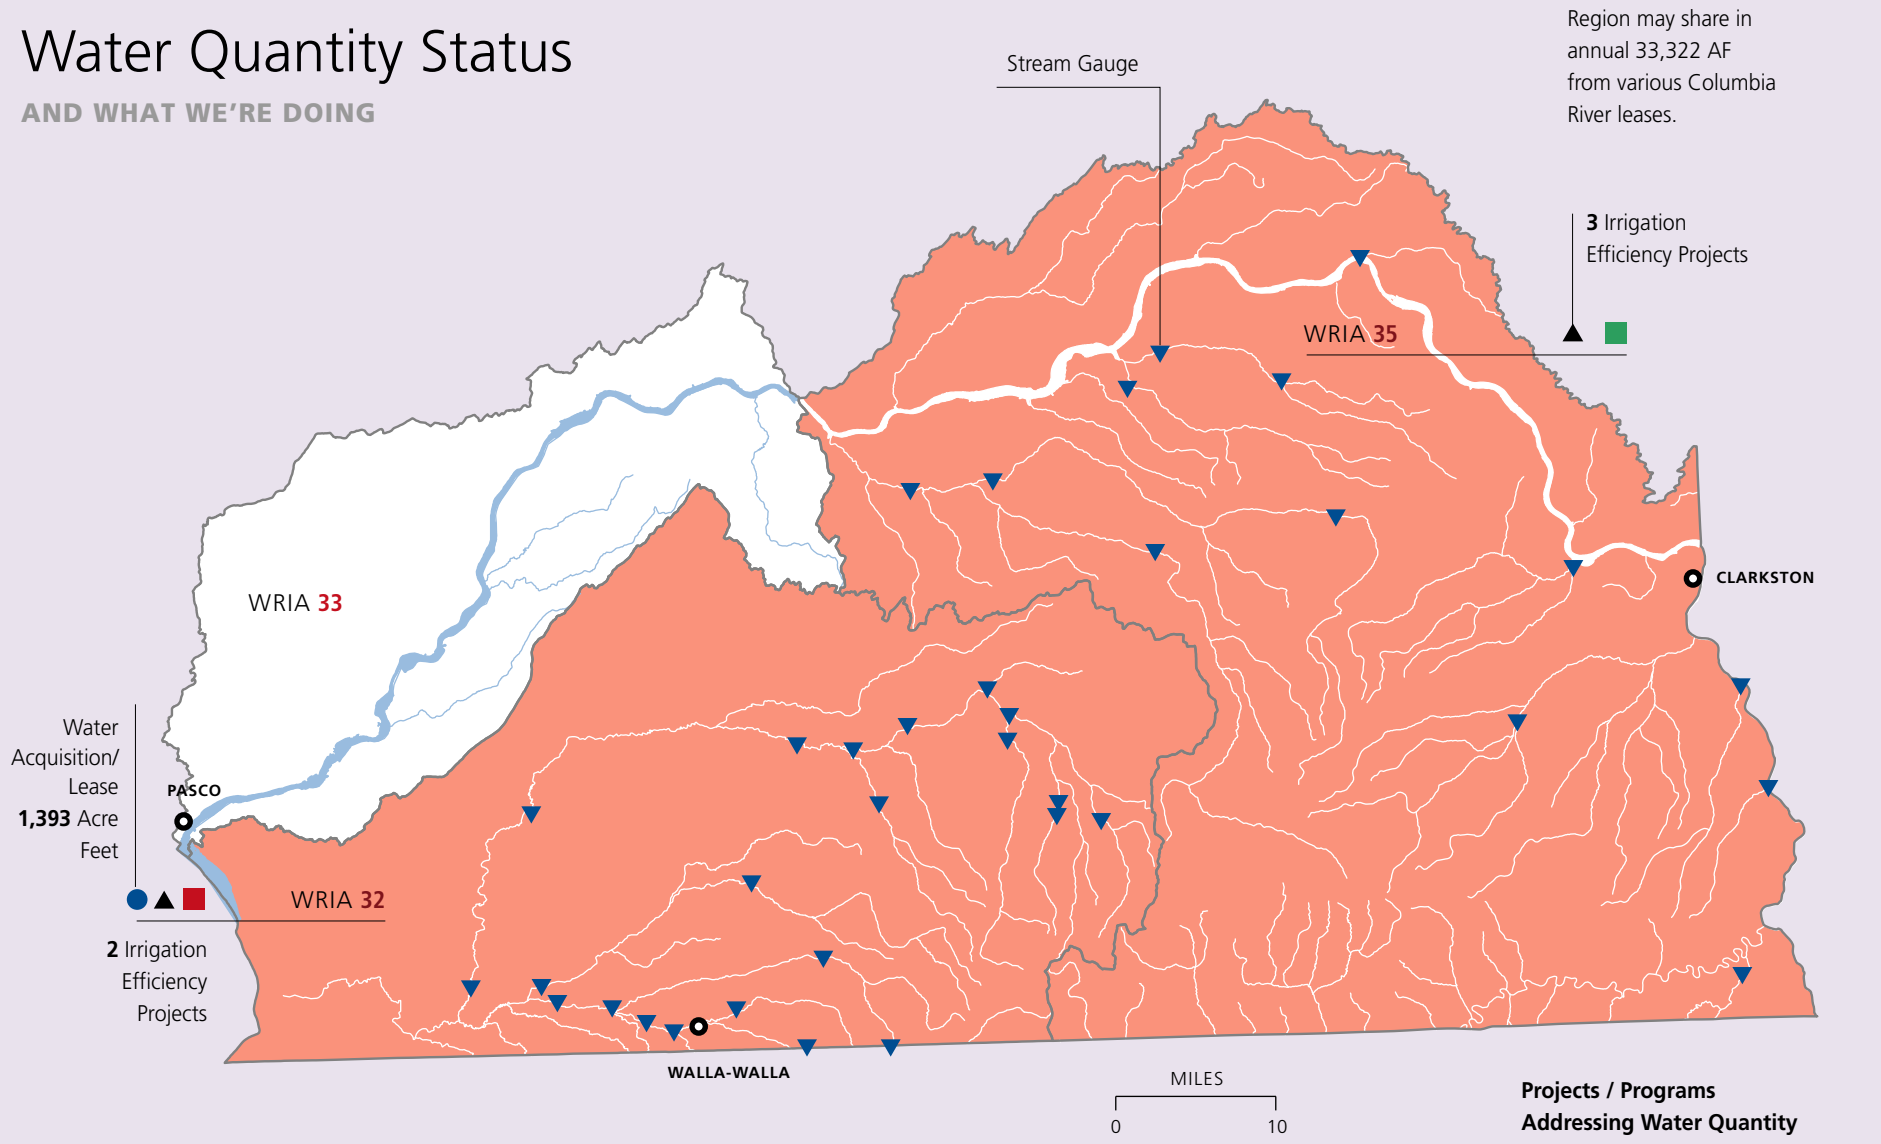 Water Quantity Status
AND WHAT WE'RE DOING
Region may share in
annual 33,322 AF
from various Columbia
River leases.
Stream Gauge
3 Irrigation
Efficiency Projects
WRIA 35
CLARKSTON
WRIA 33
Water
Acquisition/
Lease
1,393 Acre
Feet
PASCO
WRIA 32
2 Irrigation
Efficiency
Projects
WALLA-WALLA
MILES
0 10
Projects / Programs
Addressing Water Quantity